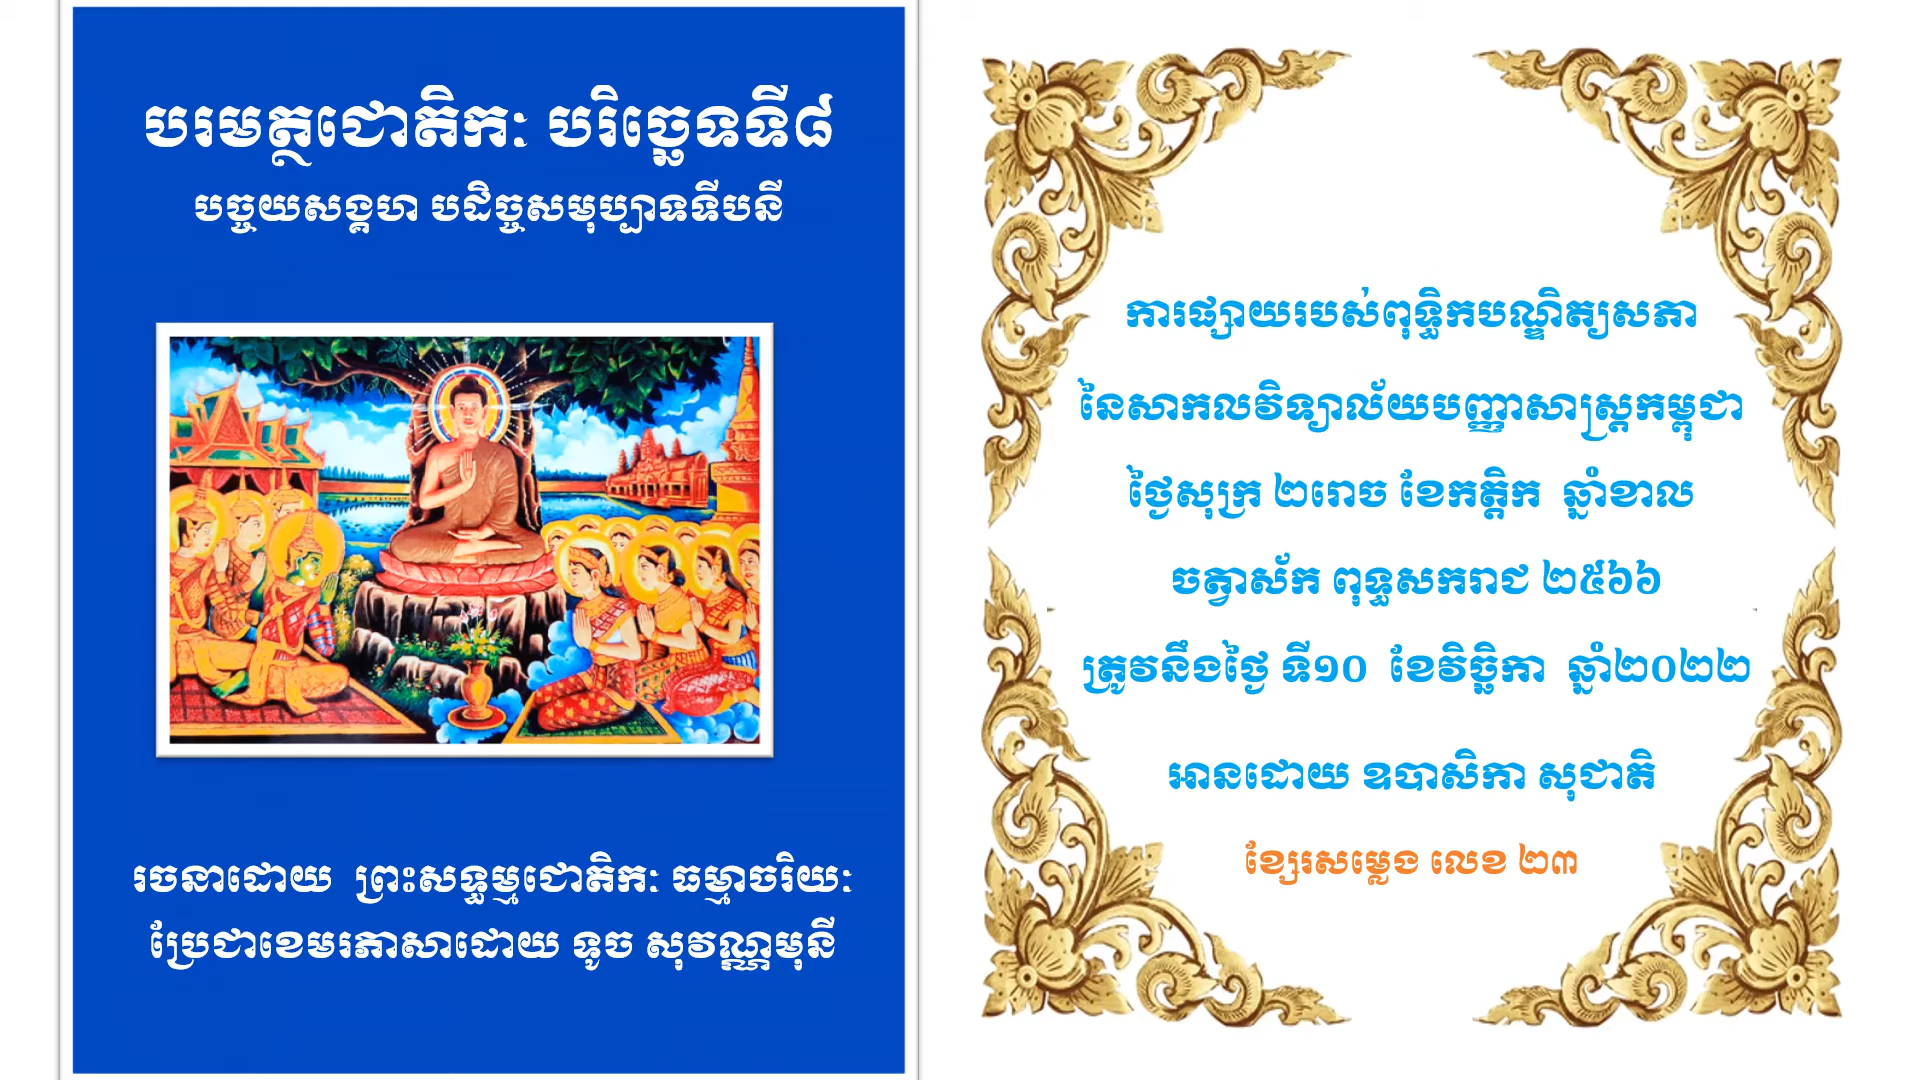 បរមត្ថជោតិកៈ បរិច្ឆេទទី៨
បច្ចយសង្គហ បដិច្ចសមុប្បាទទីបនី
រចនាដោយ ព្រះសទ្ធម្មជោតិកៈ ធម្មាចរិយៈ
ប្រែជាខេមរភាសាដោយ ទូច សុវណ្ណមុនី
ការផ្សាយរបស់ពុទ្ធិកបណ្ឌិត្យសភា
នៃសាកលវិទ្យាល័យបញ្ញាសាស្ត្រកម្ពុជា
ថ្ងៃសុក្រ ២រោច ខែកត្តិក ឆ្នាំខាល
ចត្វាស័ក ពុទ្ធសករាជ ២៥៦៦
ត្រូវនឹងថ្ងៃ ទី១០ ខែវិច្ឆិកា ឆ្នាំ២០២២
អានដោយ ឧបាសិកា សុជាតិ
ខ្សែរសម្លេង លេខ ២៣